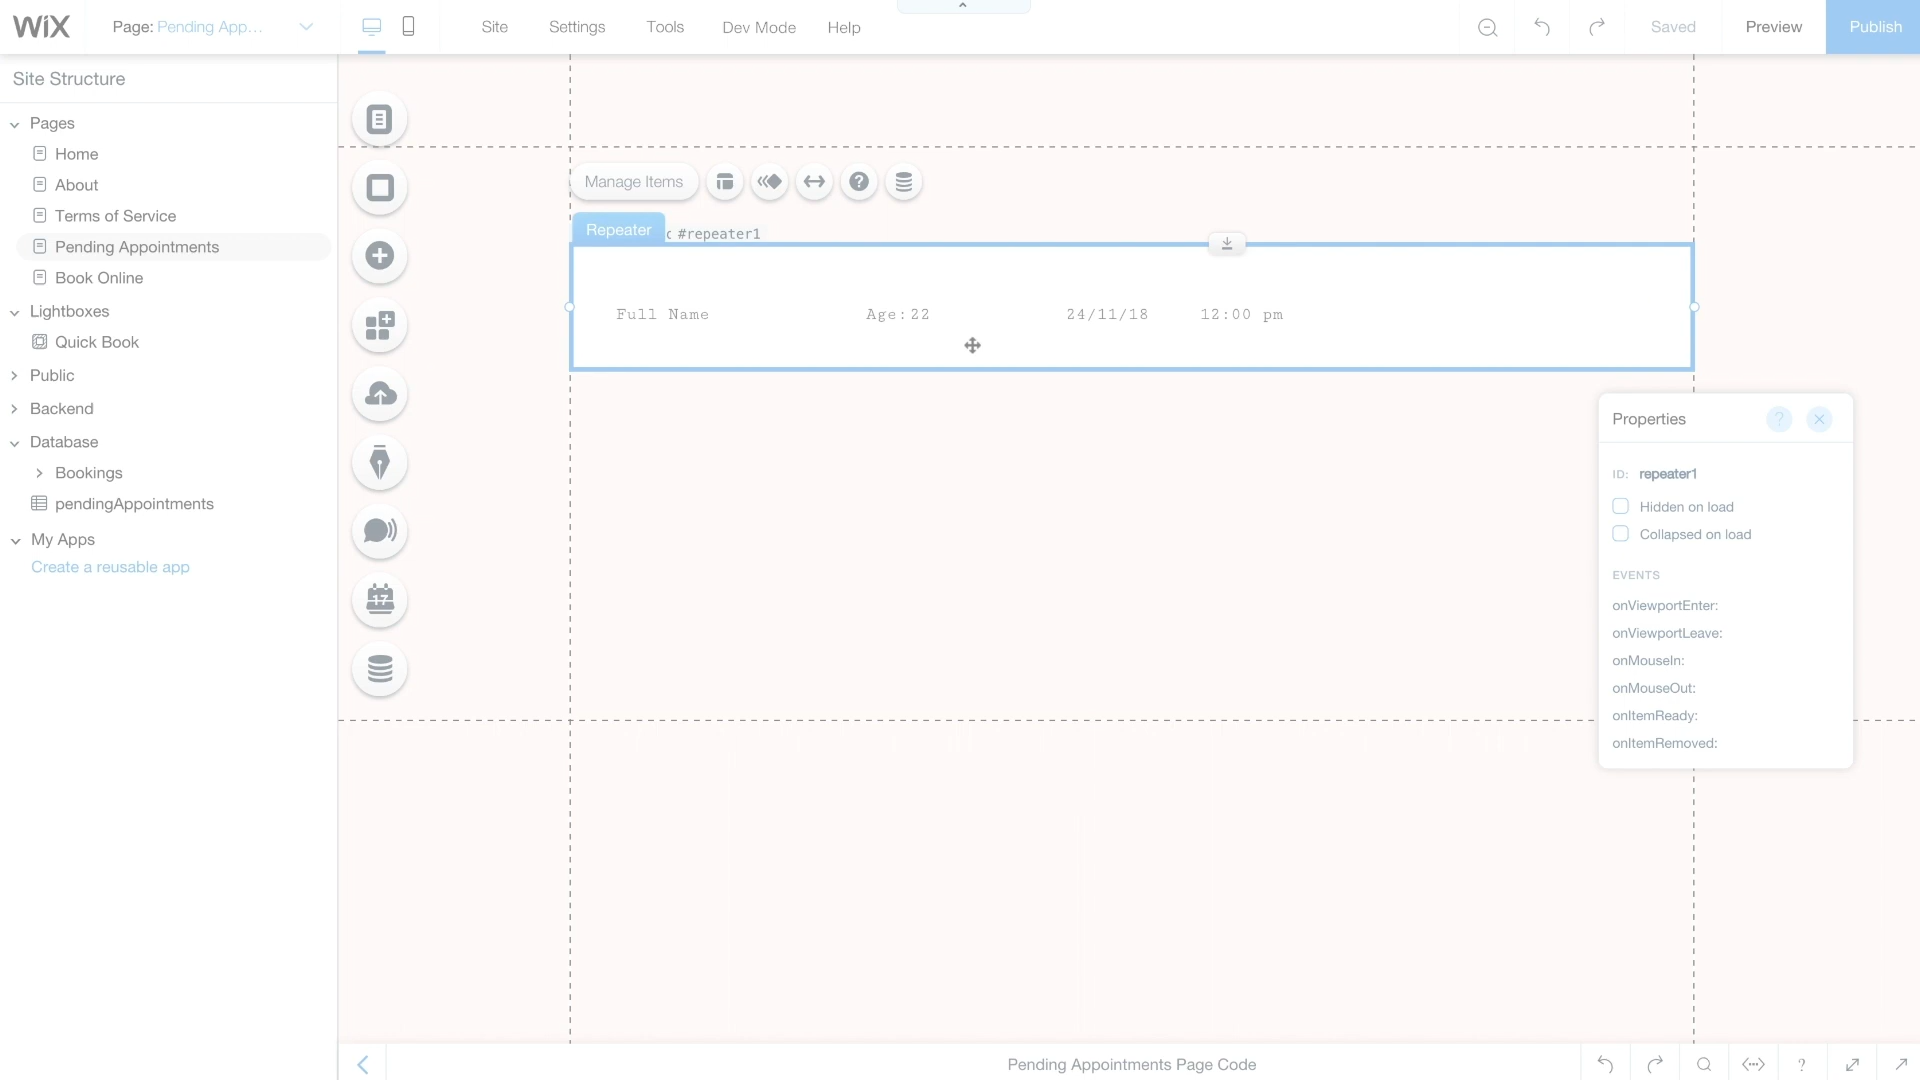 WiX
Page: Pending App...
Site
Settings
Tools
Dev Mode
Help
Saved
Preview
Publish
Site Structure
Pages
Home
About
Terms of Service
Pending Appointments
Book Online
Lightboxes
Quick Book
Public
Backend
Database
Bookings
pendingAppointments
My Apps
Create a reusable app
17
Manage Items
?
Repeater
#repeater1
Full Name
Age:22
24/11/18
12:00 pm
Properties
?
ID: repeater1
Hidden on load
Collapsed on load
EVENTS
onViewportEnter:
onViewportLeave:
onMouseIn:
onMouseOut:
onItemReady:
onItemRemoved:
Pending Appointments Page Code
?